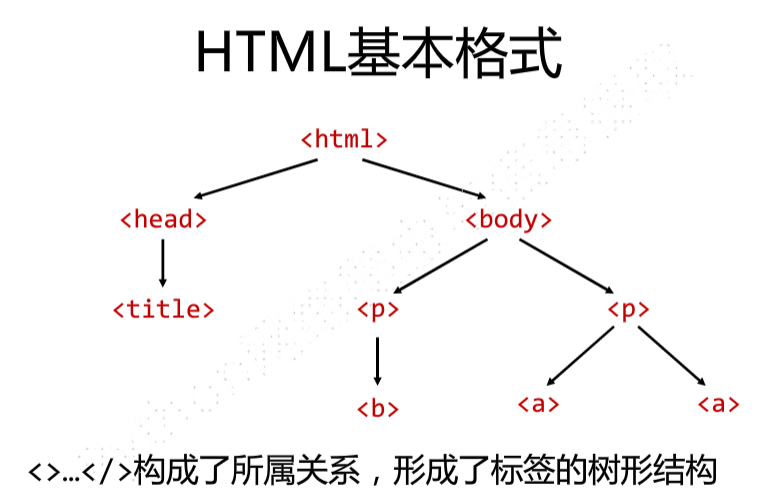 HTML基本格式
<html>
<head> <body>
<title> <p> <p>
<b> <a> <a>
<>…</>构成了所属关系，形成了标签的树形结构